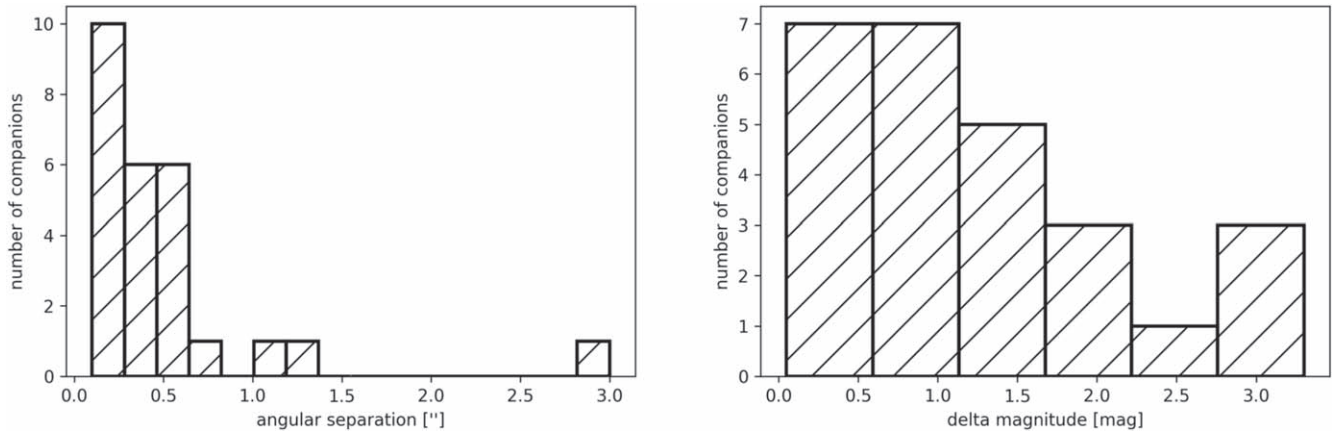 10
8
6
4
2
0
number of companions
0.0 0.5 1.0 1.5 2.0 2.5 3.0
angular separation ['']
7
6
5
4
3
2
1
0
number of companions
0.0 0.5 1.0 1.5 2.0 2.5 3.0
delta magnitude [mag]